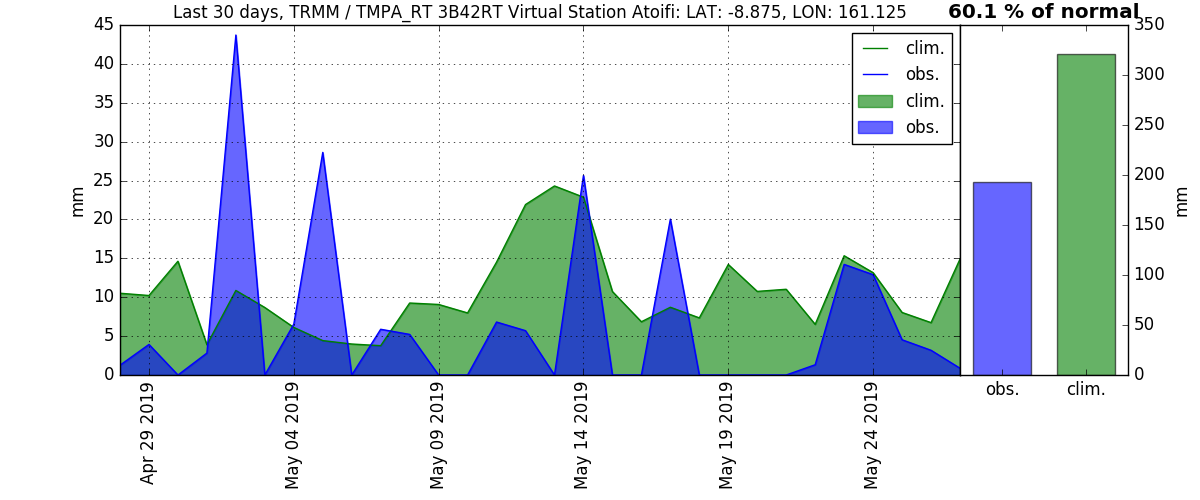 Last 30 days, TRMM / TMPA_RT 3B42RT Virtual Station Atoifi: LAT: -8.875, LON: 161.125
60.1 % of normal
45
40
35
30
25
20
15
10
5
0
mm
clim.
obs.
clim.
obs.
Apr 29 2019
May 04 2019
May 09 2019
May 14 2019
May 19 2019
May 24 2019
350
300
250
200
150
100
50
0
mm
obs.
clim.